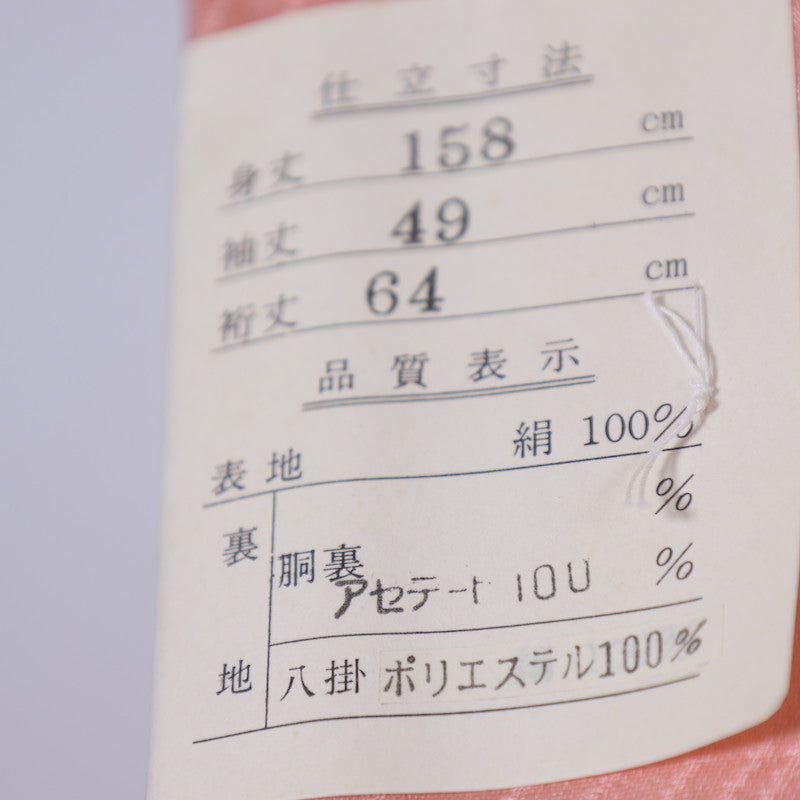 仕立寸法
身丈 158 cm
袖丈 49 cm
裄丈 64 cm
品質表示
表地 絹 100%
%
裏地 胴裏 アセテート 100 %
八掛 ポリエステル100%